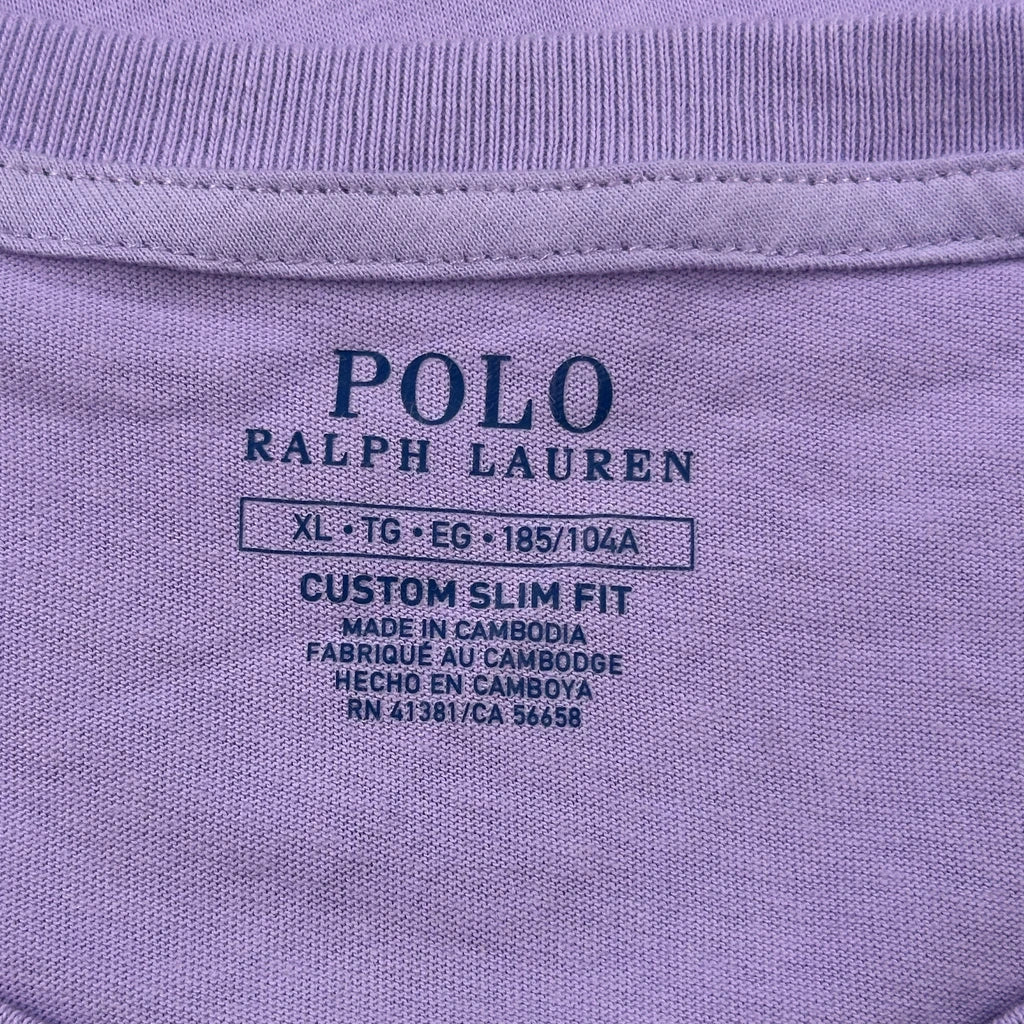 POLO
RALPH LAUREN
XL • TG • EG • 185/104A
CUSTOM SLIM FIT
MADE IN CAMBODIA
FABRIQUÉ AU CAMBODGE
HECHO EN CAMBOYA
RN 41381/CA 56658